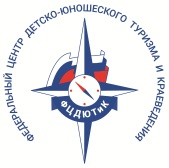 ФЕДЕРАЛЬНЫЙ ЦЕНТР ДЕТСКО-ЮНОШЕСКОГО ТУРИЗМА И КРАЕВЕДЕНИЯ
ФЦДЮТиК